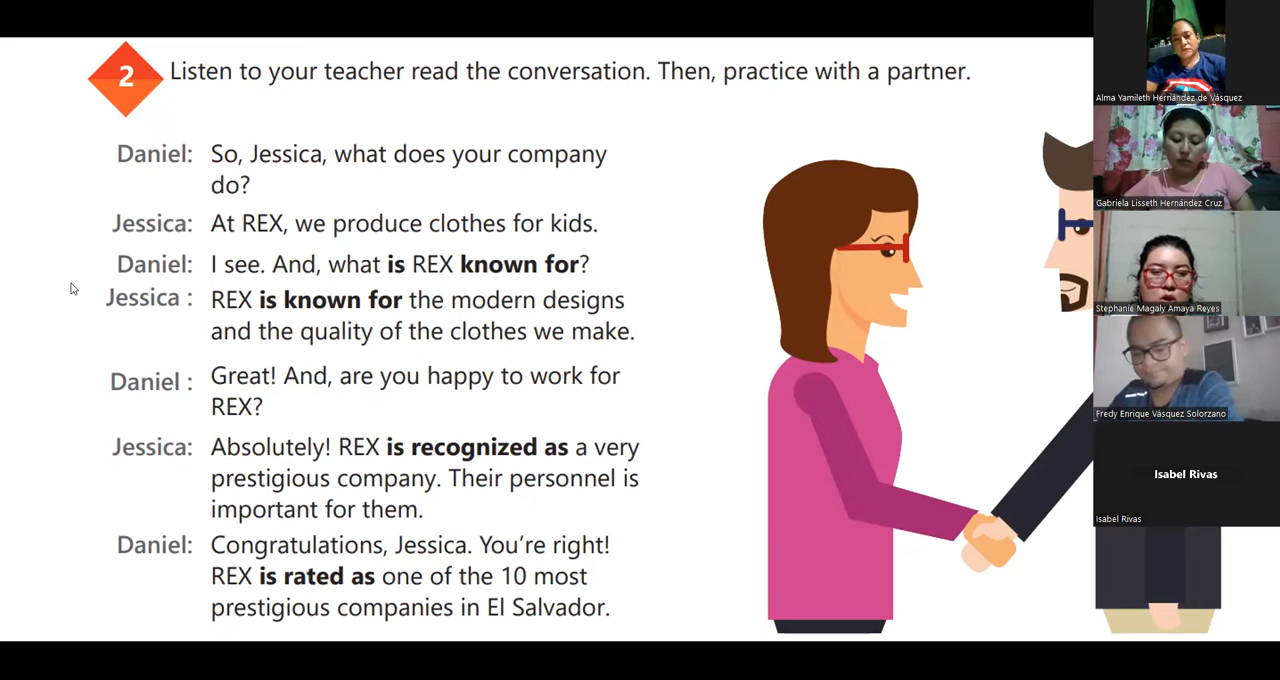 2
Listen to your teacher read the conversation. Then, practice with a partner.
Daniel: So, Jessica, what does your company
do?
Jessica: At REX, we produce clothes for kids.
Daniel: I see. And, what is REX known for?
Jessica : REX is known for the modern designs
and the quality of the clothes we make.
Daniel : Great! And, are you happy to work for
REX?
Jessica: Absolutely! REX is recognized as a very
prestigious company. Their personnel is
important for them.
Daniel: Congratulations, Jessica. You’re right!
REX is rated as one of the 10 most
prestigious companies in El Salvador.
Alma Yamileth Hernández de Vásquez
Gabriela Lisseth Hernández Cruz
Stephanie Magaly Amaya Reyes
Fredy Enrique Vásquez Solorzano
Isabel Rivas
Isabel Rivas